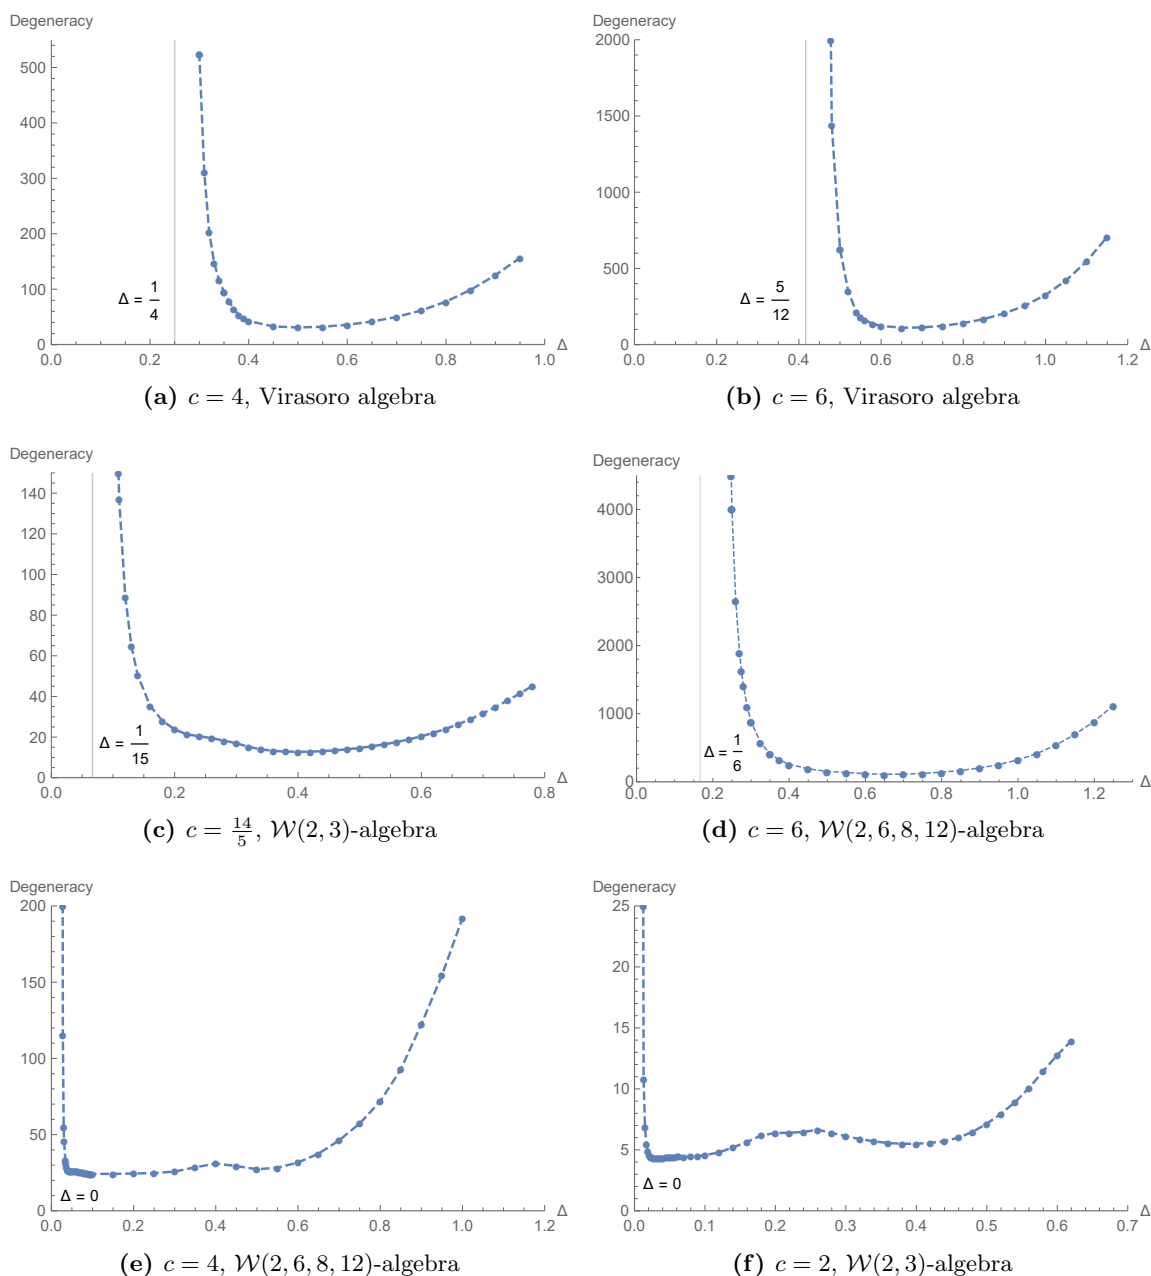 Degeneracy
500
400
300
200
100
0
Δ = 1/4
0.0 0.2 0.4 0.6 0.8 1.0 Δ
(a) c = 4, Virasoro algebra
Degeneracy
2000
1500
1000
500
0
Δ = 5/12
0.0 0.2 0.4 0.6 0.8 1.0 1.2 Δ
(b) c = 6, Virasoro algebra
Degeneracy
140
120
100
80
60
40
20
0
Δ = 1/15
0.0 0.2 0.4 0.6 0.8 Δ
(c) c = 14/5, 𝒲(2, 3)-algebra
Degeneracy
4000
3000
2000
1000
0
Δ = 1/6
0.0 0.2 0.4 0.6 0.8 1.0 1.2 Δ
(d) c = 6, 𝒲(2, 6, 8, 12)-algebra
Degeneracy
200
150
100
50
0
Δ = 0
0.0 0.2 0.4 0.6 0.8 1.0 1.2 Δ
(e) c = 4, 𝒲(2, 6, 8, 12)-algebra
Degeneracy
25
20
15
10
5
0
Δ = 0
0.0 0.1 0.2 0.3 0.4 0.5 0.6 0.7 Δ
(f) c = 2, 𝒲(2, 3)-algebra